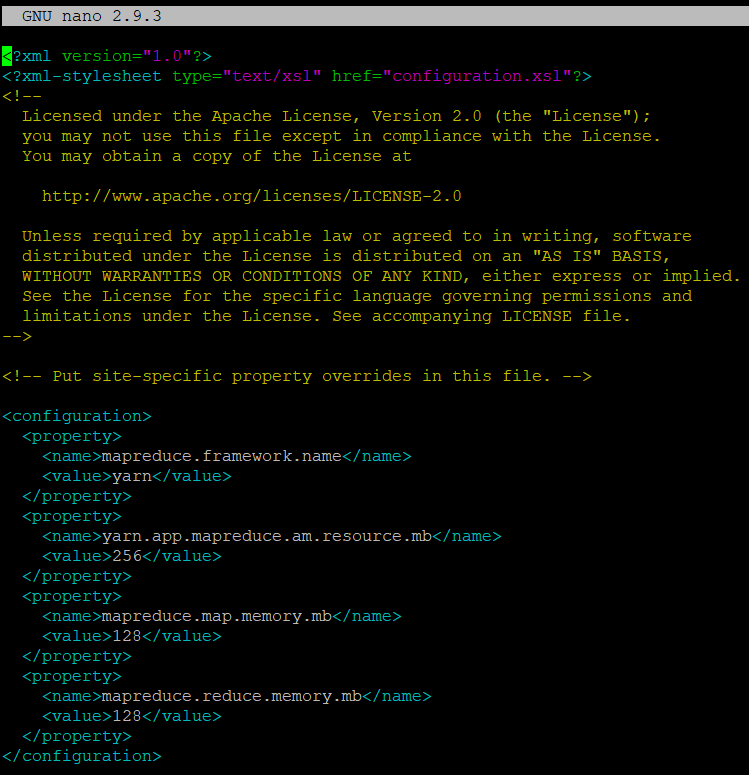 GNU nano 2.9.3
<?xml version="1.0"?>
<?xml-stylesheet type="text/xsl" href="configuration.xsl"?>
<!--
  Licensed under the Apache License, Version 2.0 (the "License");
  you may not use this file except in compliance with the License.
  You may obtain a copy of the License at

    http://www.apache.org/licenses/LICENSE-2.0

  Unless required by applicable law or agreed to in writing, software
  distributed under the License is distributed on an "AS IS" BASIS,
  WITHOUT WARRANTIES OR CONDITIONS OF ANY KIND, either express or implied.
  See the License for the specific language governing permissions and
  limitations under the License. See accompanying LICENSE file.
-->

<!-- Put site-specific property overrides in this file. -->

<configuration>
  <property>
    <name>mapreduce.framework.name</name>
    <value>yarn</value>
  </property>
  <property>
    <name>yarn.app.mapreduce.am.resource.mb</name>
    <value>256</value>
  </property>
  <property>
    <name>mapreduce.map.memory.mb</name>
    <value>128</value>
  </property>
  <property>
    <name>mapreduce.reduce.memory.mb</name>
    <value>128</value>
  </property>
</configuration>